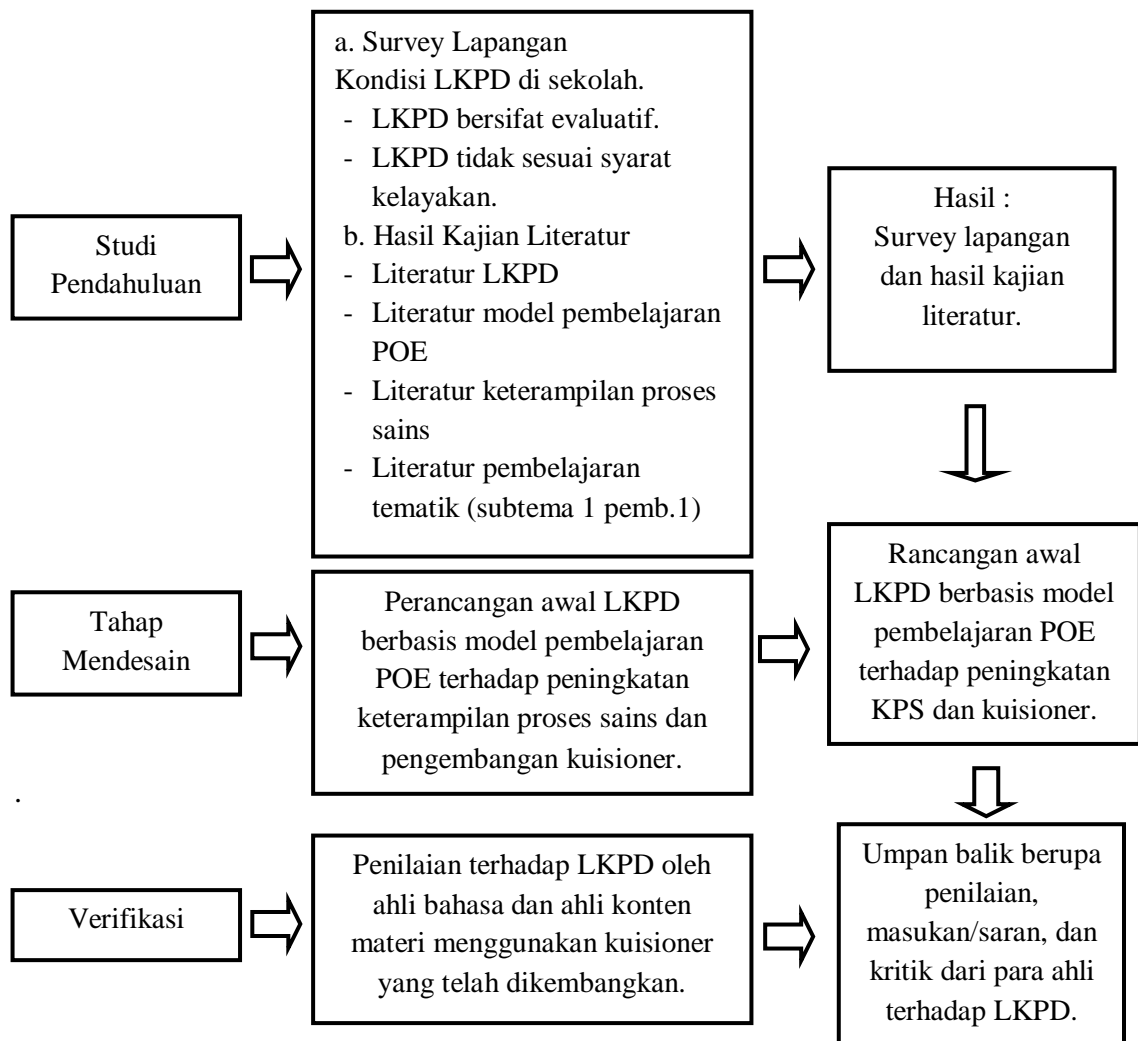 Studi
Pendahuluan
a. Survey Lapangan
Kondisi LKPD di sekolah.
- LKPD bersifat evaluatif.
- LKPD tidak sesuai syarat
kelayakan.
b. Hasil Kajian Literatur
- Literatur LKPD
- Literatur model pembelajaran
POE
- Literatur keterampilan proses
sains
- Literatur pembelajaran
tematik (subtema 1 pemb.1)
Hasil :
Survey lapangan
dan hasil kajian
literatur.
Tahap
Mendesain
Perancangan awal LKPD
berbasis model pembelajaran
POE terhadap peningkatan
keterampilan proses sains dan
pengembangan kuisioner.
Rancangan awal
LKPD berbasis model
pembelajaran POE
terhadap peningkatan
KPS dan kuisioner.
.
Verifikasi
Penilaian terhadap LKPD oleh
ahli bahasa dan ahli konten
materi menggunakan kuisioner
yang telah dikembangkan.
Umpan balik berupa
penilaian,
masukan/saran, dan
kritik dari para ahli
terhadap LKPD.